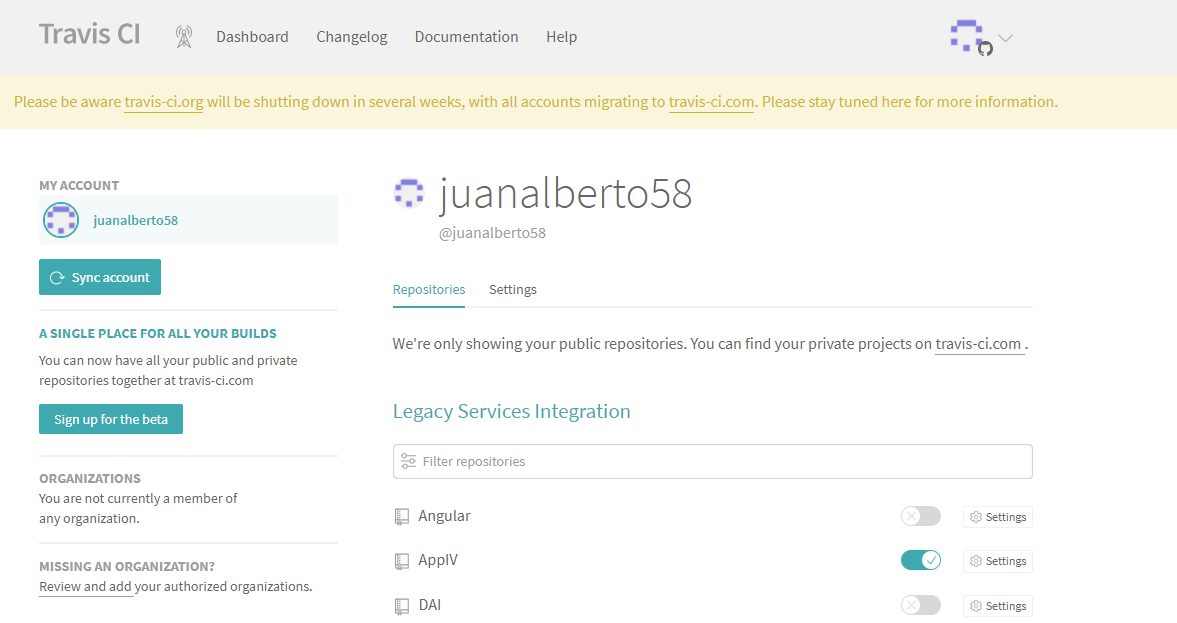 Travis CI
Dashboard
Changelog
Documentation
Help
Please be aware travis-ci.org will be shutting down in several weeks, with all accounts migrating to travis-ci.com. Please stay tuned here for more information.
MY ACCOUNT
juanalberto58
Sync account
A SINGLE PLACE FOR ALL YOUR BUILDS
You can now have all your public and private
repositories together at travis-ci.com
Sign up for the beta
ORGANIZATIONS
You are not currently a member of
any organization.
MISSING AN ORGANIZATION?
Review and add your authorized organizations.
juanalberto58
@juanalberto58
Repositories
Settings
We're only showing your public repositories. You can find your private projects on travis-ci.com .
Legacy Services Integration
Filter repositories
Angular
Settings
AppIV
Settings
DAI
Settings